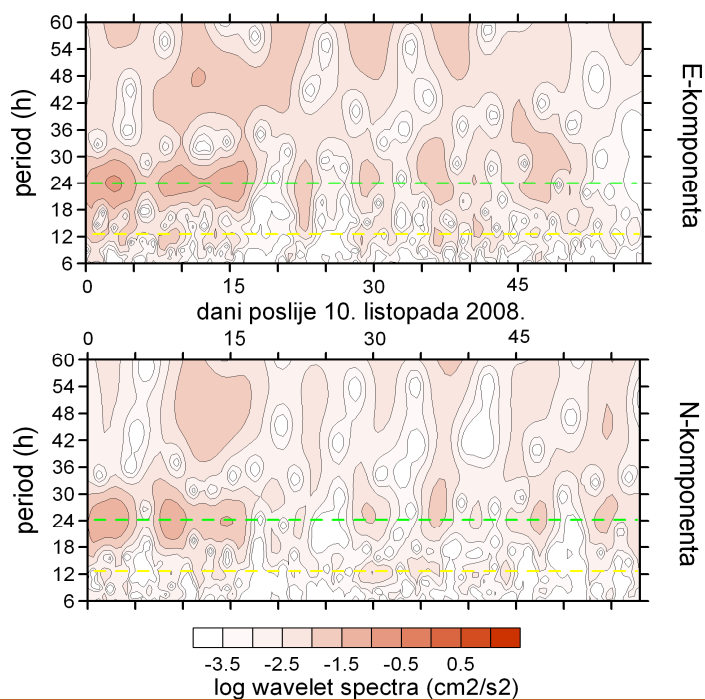 60
54
48
42
36
30
24
18
12
6
period (h)
E-komponenta
0 15 30 45
dani poslije 10. listopada 2008.
0 15 30 45
60
54
48
42
36
30
24
18
12
6
period (h)
N-komponenta
-3.5 -2.5 -1.5 -0.5 0.5
log wavelet spectra (cm2/s2)